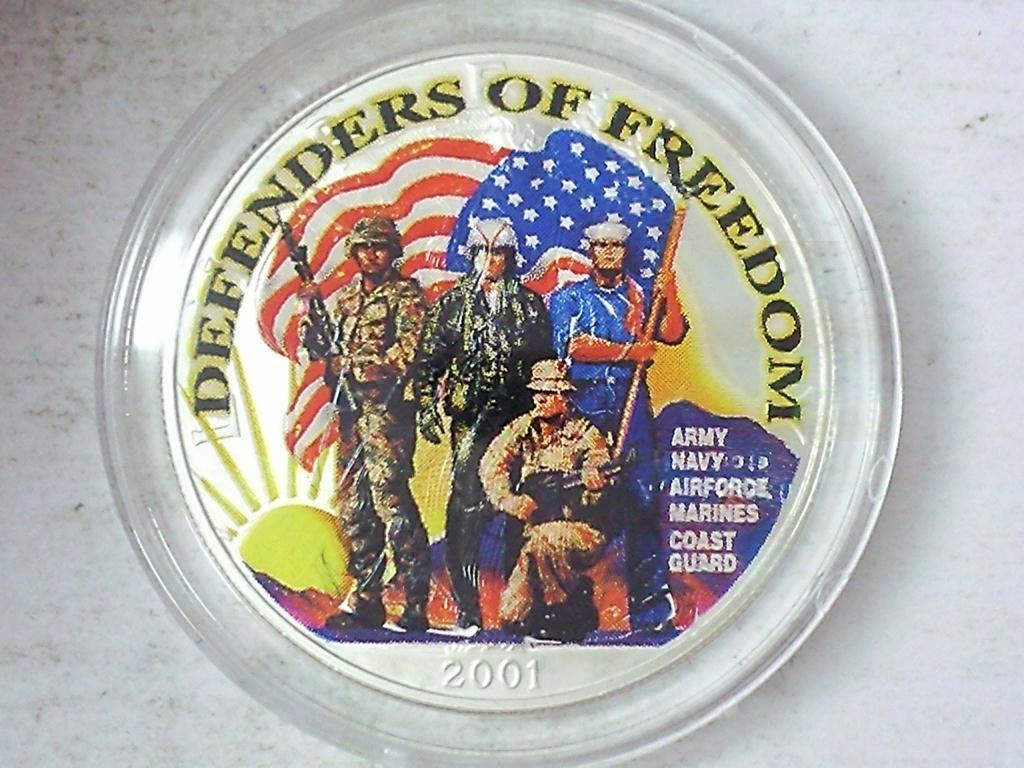 DEFENDERS OF FREEDOM
ARMY
NAVY
AIRFORCE
MARINES
COAST
GUARD
2001